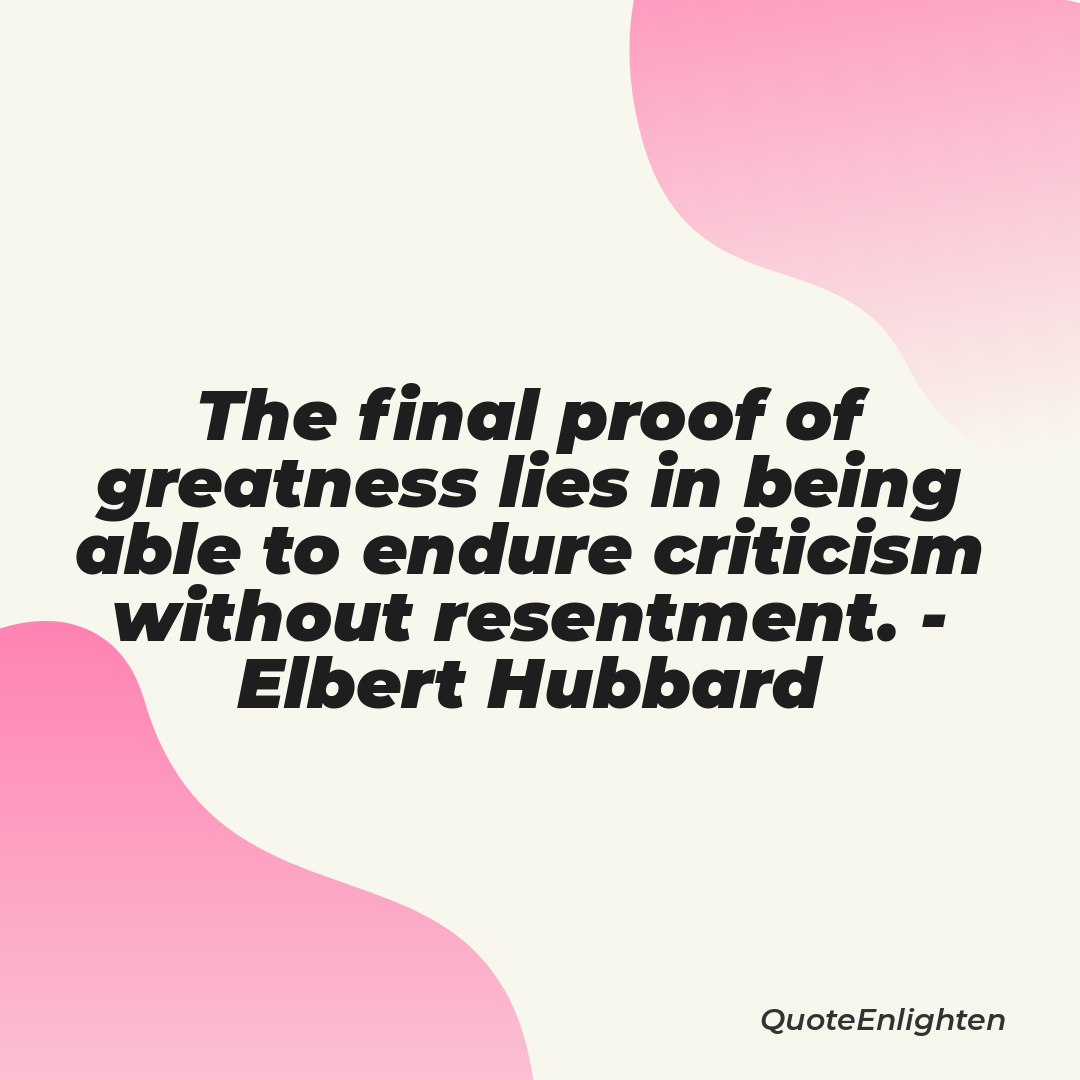 The final proof of
greatness lies in being
able to endure criticism
without resentment. -
Elbert Hubbard
QuoteEnlighten